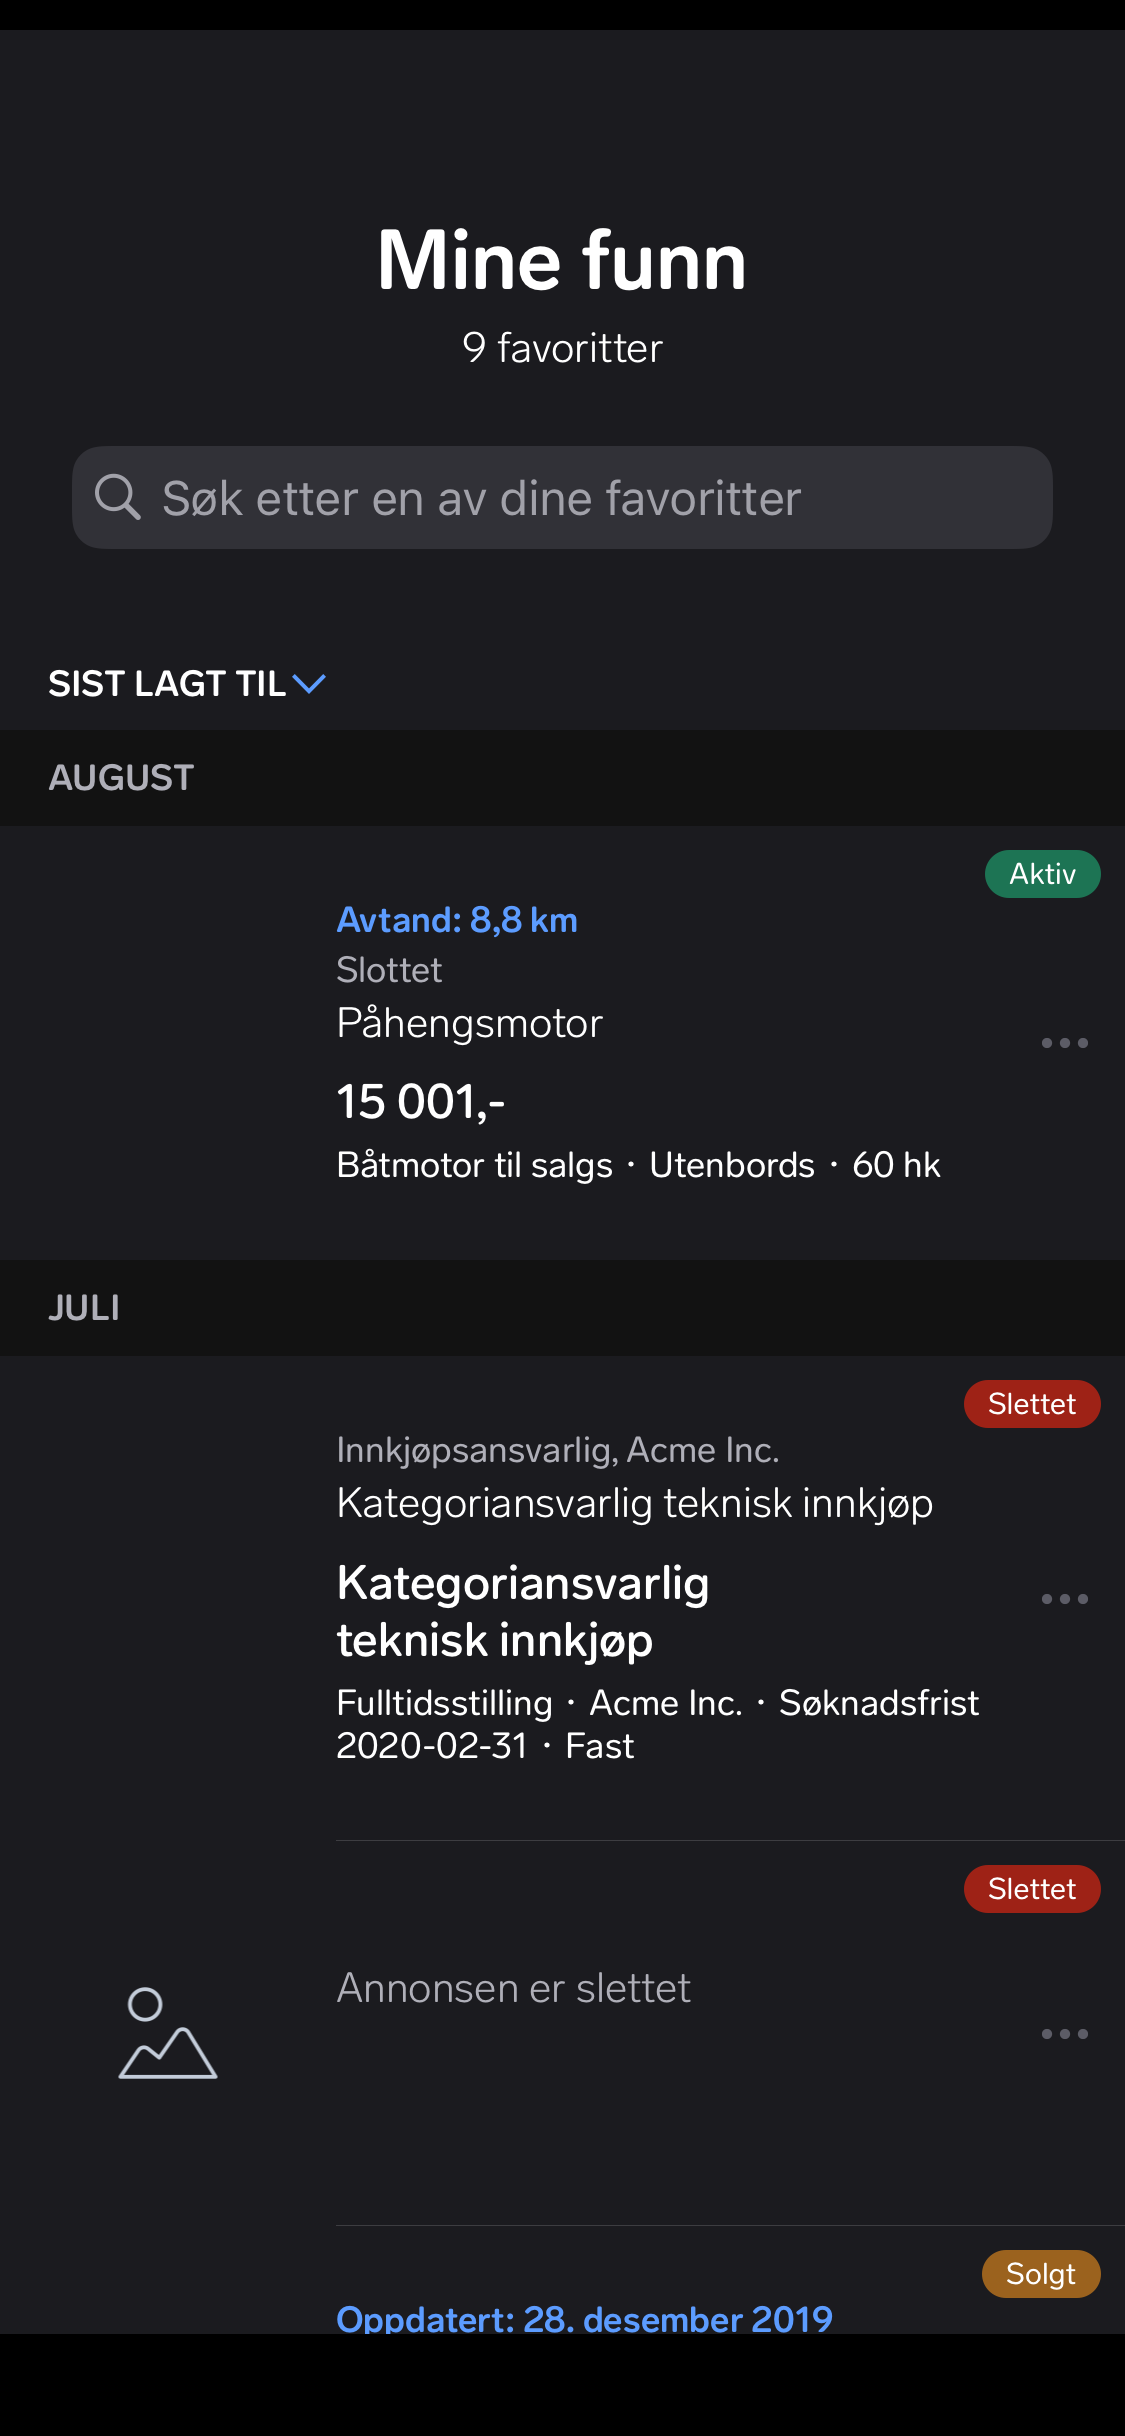 Mine funn
9 favoritter
Søk etter en av dine favoritter
SIST LAGT TIL
AUGUST
Aktiv
Avtand: 8,8 km
Slottet
Påhengsmotor
15 001,-
Båtmotor til salgs · Utenbords · 60 hk
JULI
Slettet
Innkjøpsansvarlig, Acme Inc.
Kategoriansvarlig teknisk innkjøp
Kategoriansvarlig
teknisk innkjøp
Fulltidsstilling · Acme Inc. · Søknadsfrist
2020-02-31 · Fast
Slettet
Annonsen er slettet
Solgt
Oppdatert: 28. desember 2019